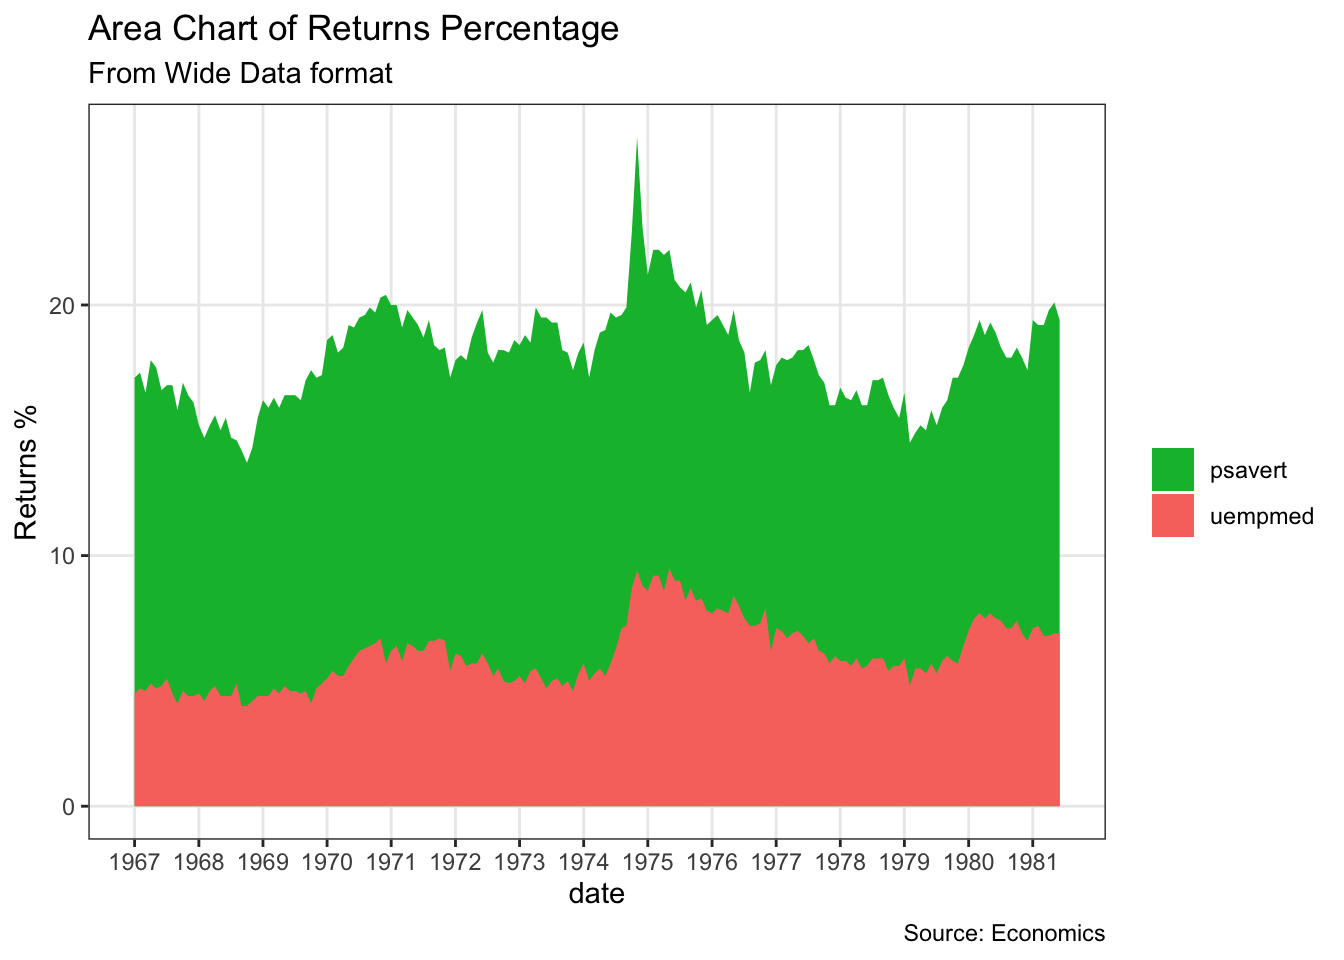 Area Chart of Returns Percentage
From Wide Data format
Returns %
20
10
0
1967 1968 1969 1970 1971 1972 1973 1974 1975 1976 1977 1978 1979 1980 1981
date
psavert
uempmed
Source: Economics